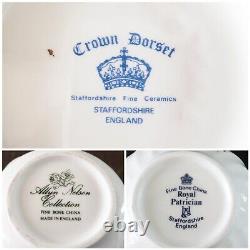 Crown Dorset
Staffordshire Fine Ceramics
STAFFORDSHIRE
ENGLAND
Nelson
Collection
FINE BONE CHINA
MADE IN ENGLAND
Fine Bone China
Royal
Patrician
Staffordshire
England